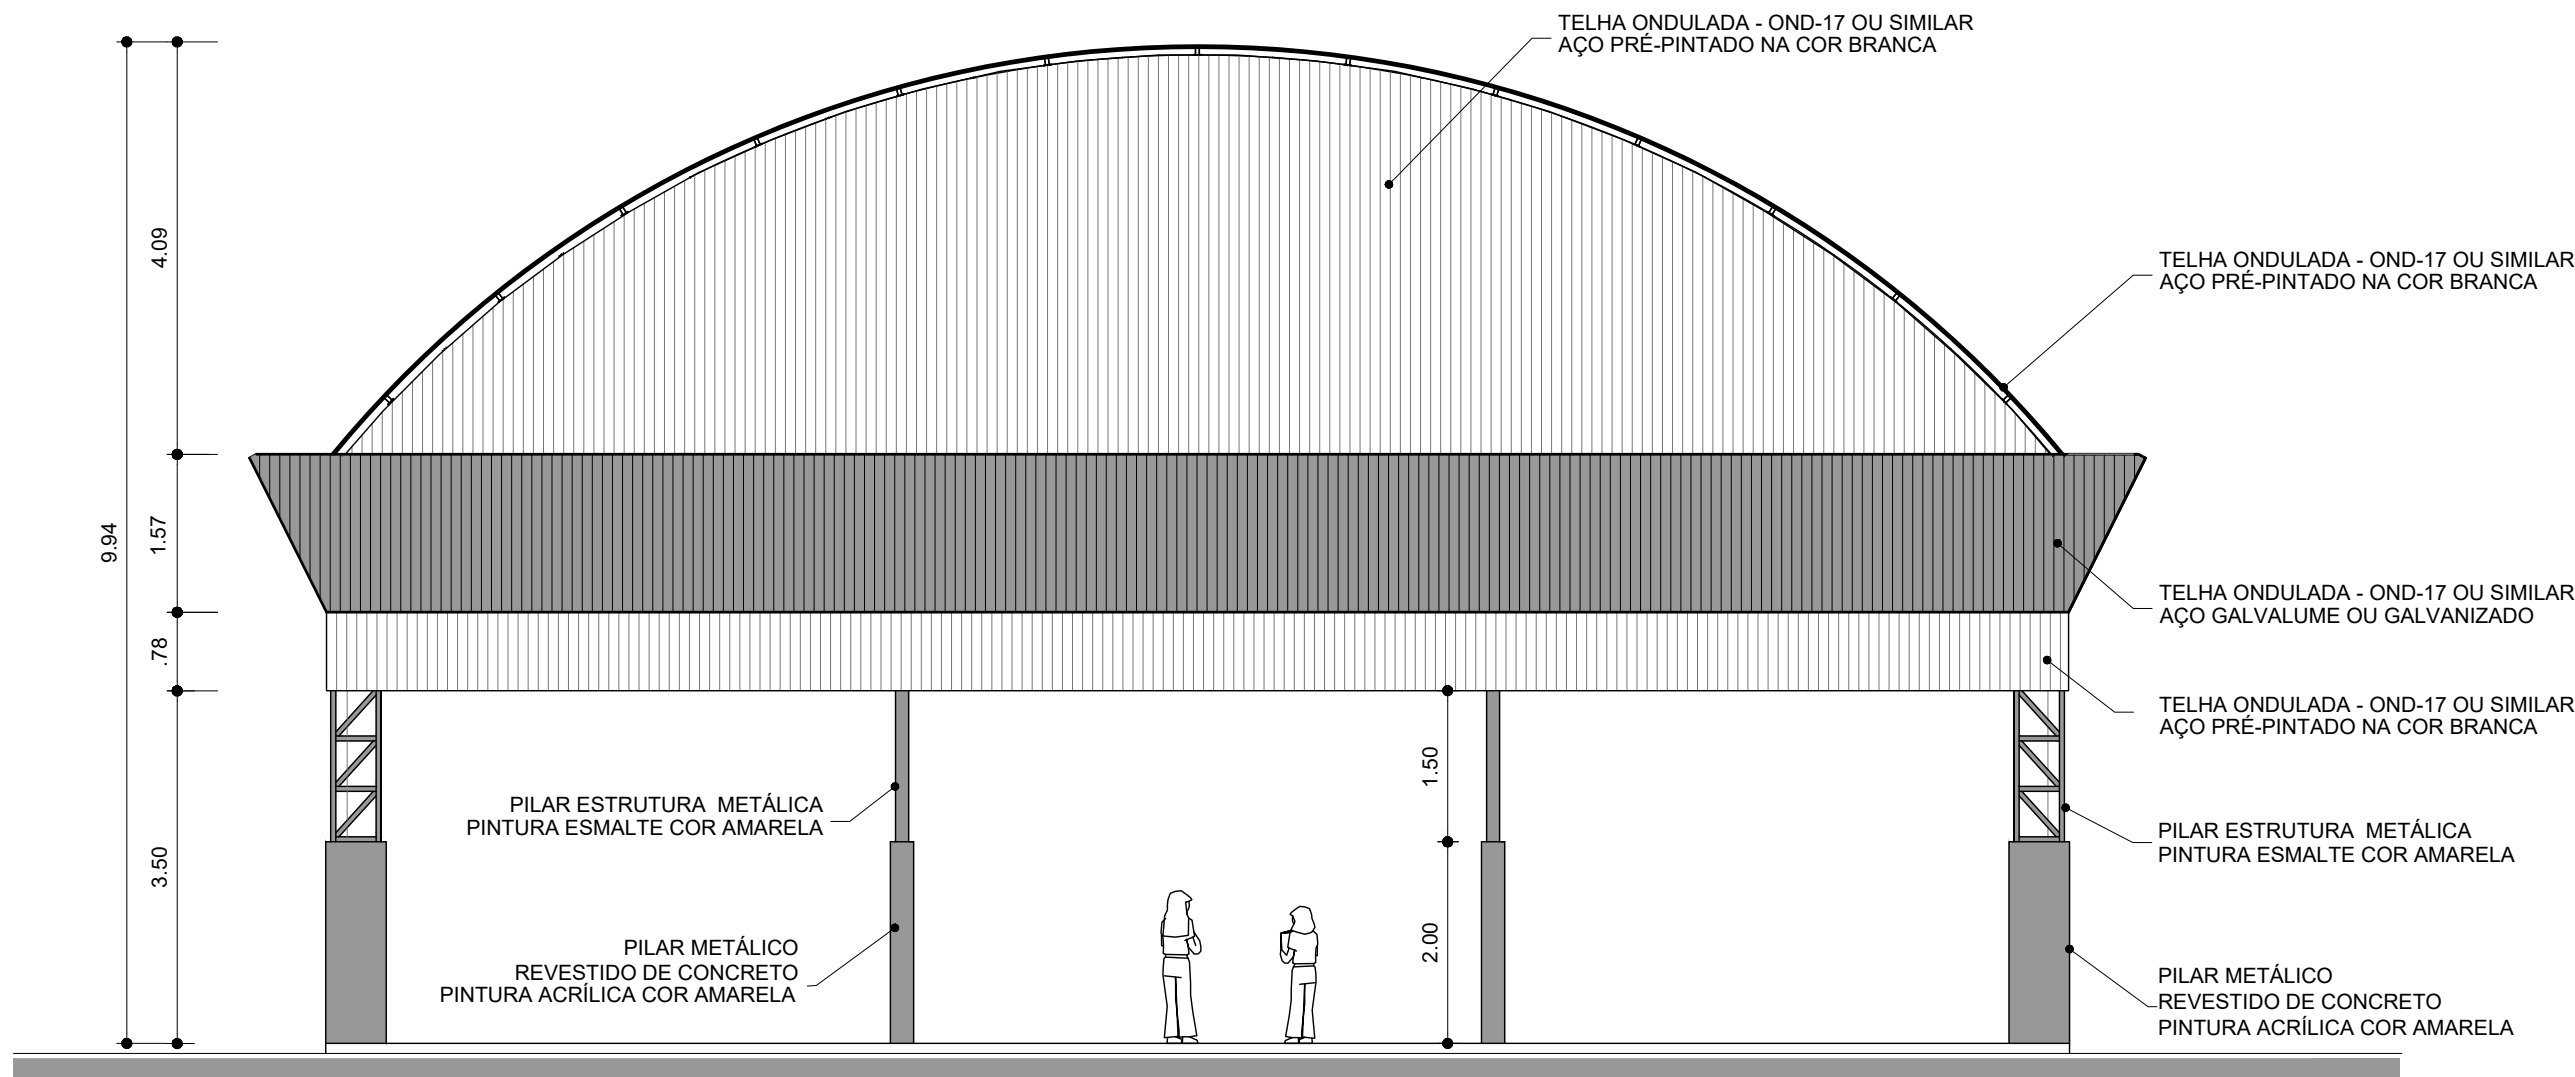 TELHA ONDULADA - OND-17 OU SIMILAR
AÇO PRÉ-PINTADO NA COR BRANCA
4.09
TELHA ONDULADA - OND-17 OU SIMILAR
AÇO PRÉ-PINTADO NA COR BRANCA
9.94
1.57
TELHA ONDULADA - OND-17 OU SIMILAR
AÇO GALVALUME OU GALVANIZADO
.78
TELHA ONDULADA - OND-17 OU SIMILAR
AÇO PRÉ-PINTADO NA COR BRANCA
1.50
PILAR ESTRUTURA  METÁLICA
PINTURA ESMALTE COR AMARELA
PILAR ESTRUTURA  METÁLICA
PINTURA ESMALTE COR AMARELA
3.50
2.00
PILAR METÁLICO
REVESTIDO DE CONCRETO
PINTURA ACRÍLICA COR AMARELA
PILAR METÁLICO
REVESTIDO DE CONCRETO
PINTURA ACRÍLICA COR AMARELA